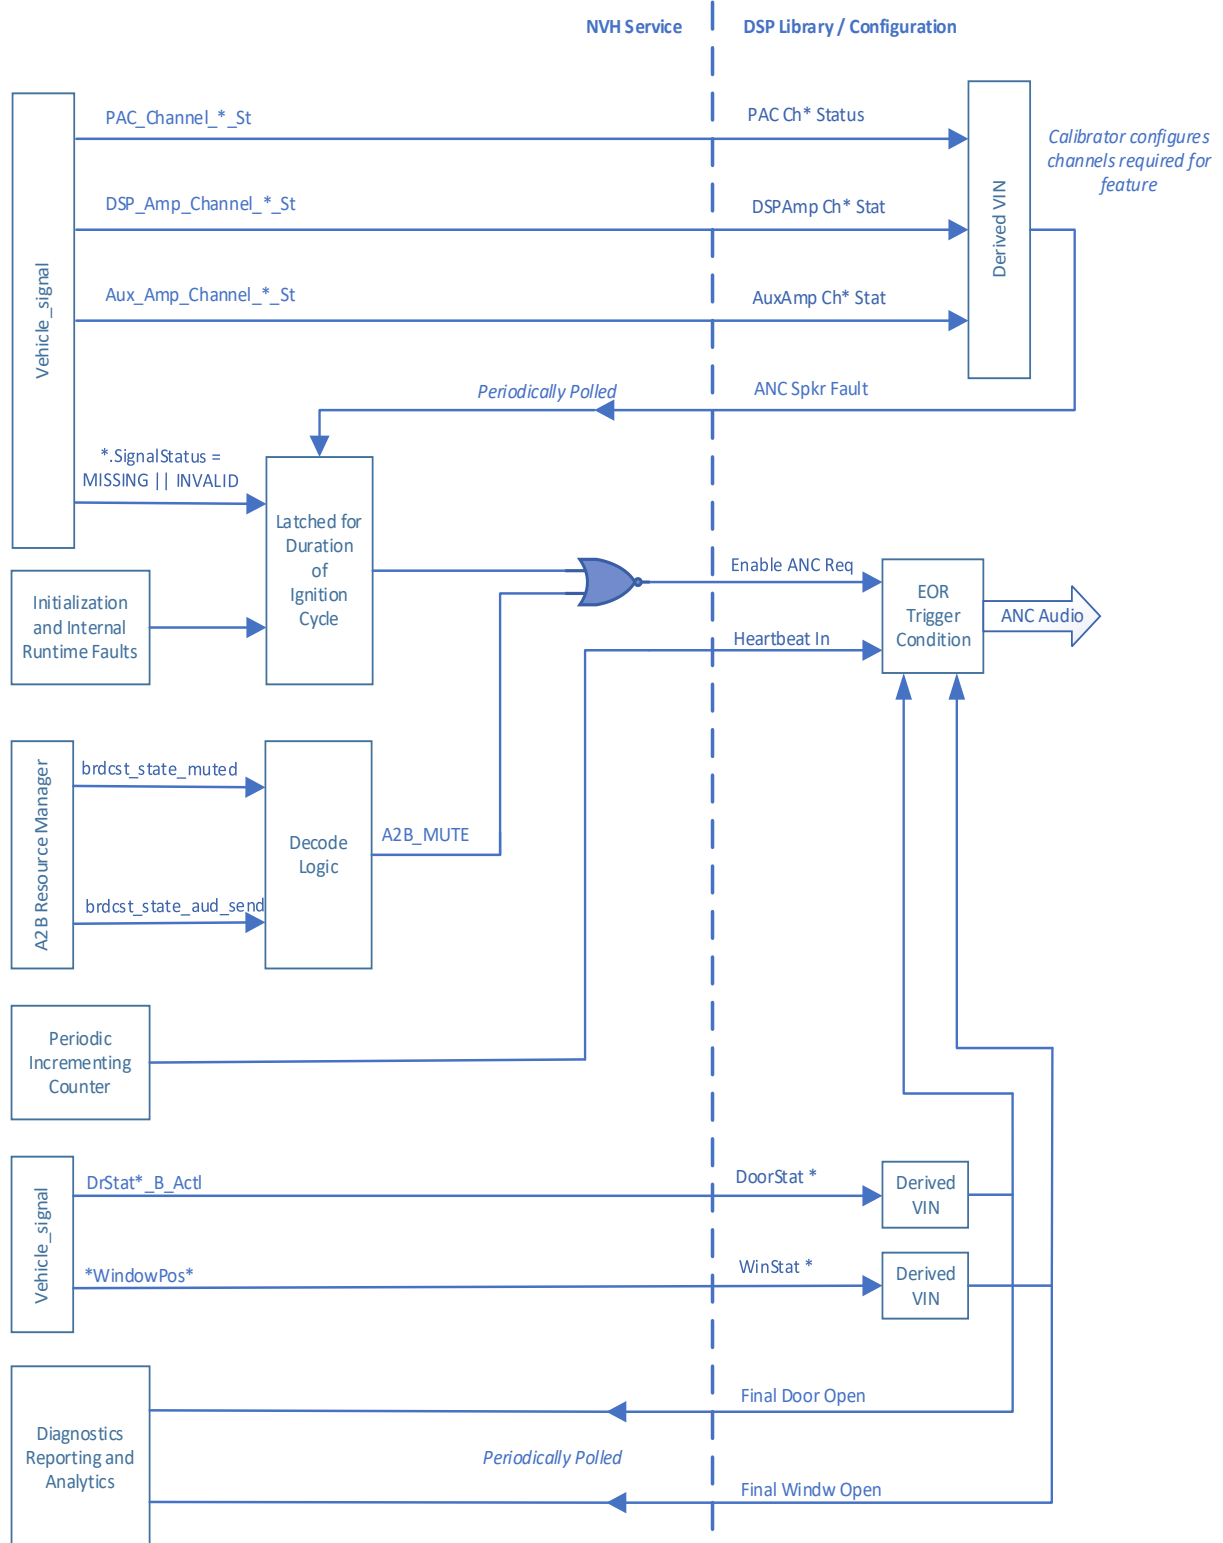 NVH Service
DSP Library / Configuration
PAC_Channel_*_St
PAC Ch* Status
Calibrator configures
channels required for
feature
DSP_Amp_Channel_*_St
DSPAmp Ch* Stat
Derived VIN
Vehicle_signal
Aux_Amp_Channel_*_St
AuxAmp Ch* Stat
Periodically Polled
ANC Spkr Fault
*.SignalStatus =
MISSING || INVALID
Latched for
Duration
of
Ignition
Cycle
Initialization
and Internal
Runtime Faults
Enable ANC Req
Heartbeat In
EOR
Trigger
Condition
ANC Audio
A2B Resource Manager
brdcst_state_muted
brdcst_state_aud_send
Decode
Logic
A2B_MUTE
Periodic
Incrementing
Counter
Vehicle_signal
DrStat*_B_Actl
DoorStat *
Derived
VIN
*WindowPos*
WinStat *
Derived
VIN
Diagnostics
Reporting and
Analytics
Final Door Open
Periodically Polled
Final Windw Open